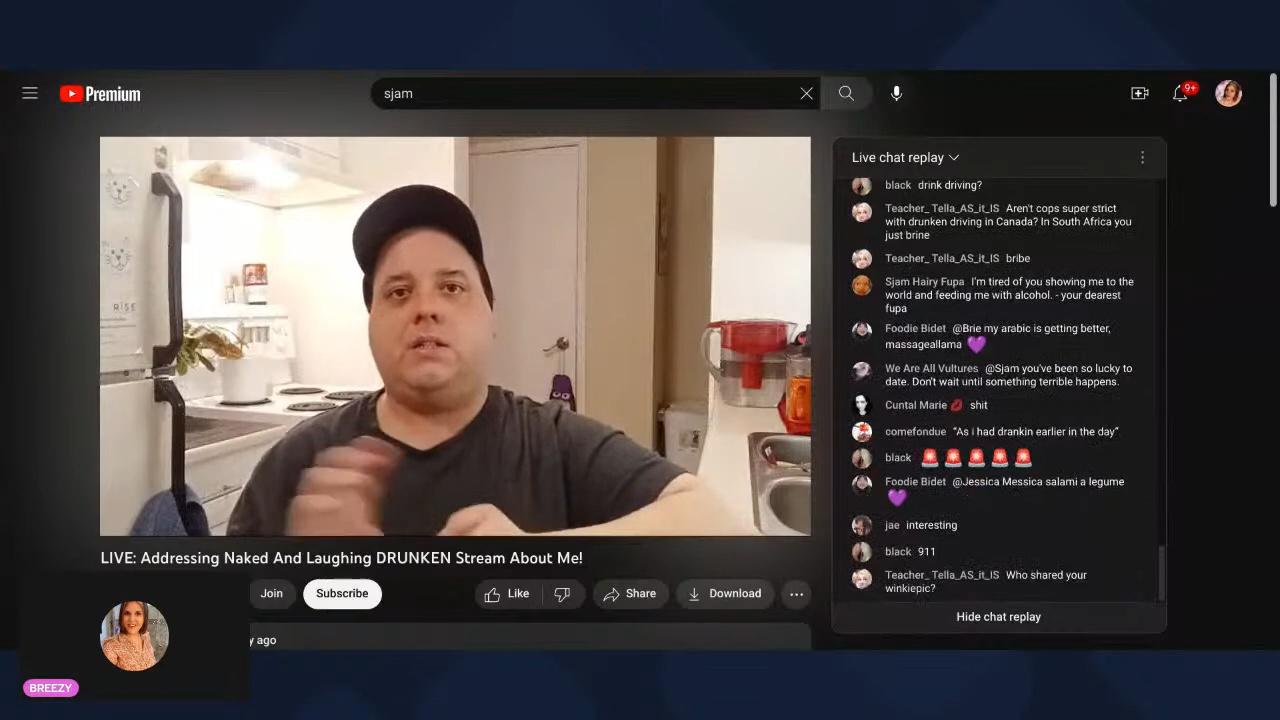 Premium
sjam
9+
Live chat replay
black drink driving?
Teacher_ Tella_AS_it_IS Aren't cops super strict
with drunken driving in Canada? In South Africa you
just brine
Teacher_ Tella_AS_it_IS bribe
Sjam Hairy Fupa I'm tired of you showing me to the
world and feeding me with alcohol. - your dearest
fupa
Foodie Bidet @Brie my arabic is getting better,
massageallama 💜
We Are All Vultures @Sjam you've been so lucky to
date. Don't wait until something terrible happens.
Cuntal Marie 💋 shit
comefondue “As i had drankin earlier in the day”
black 🚨🚨🚨🚨🚨
Foodie Bidet @Jessica Messica salami a legume
💜
jae interesting
black 911
Teacher_ Tella_AS_it_IS Who shared your
winkiepic?
Hide chat replay
RISE
LIVE: Addressing Naked And Laughing DRUNKEN Stream About Me!
Join
Subscribe
Like
Share
Download
y ago
BREEZY